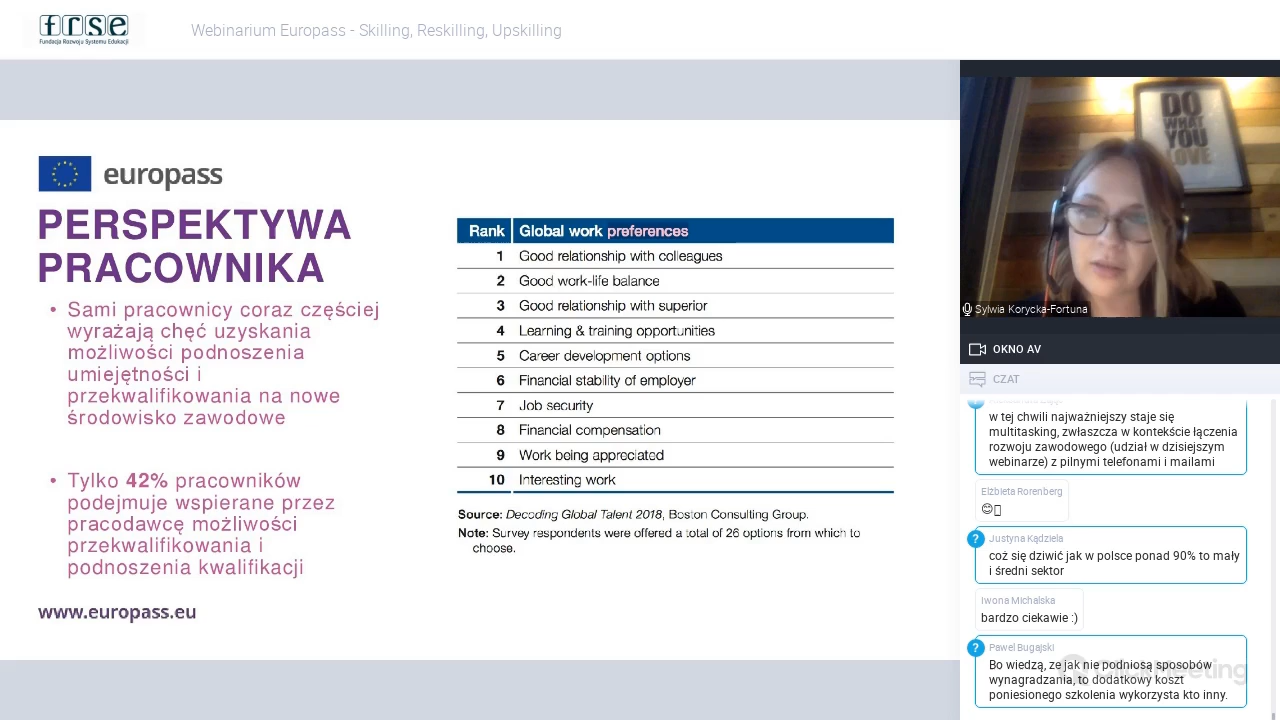 frse
Fundacja Rozwoju Systemu Edukacji
Webinarium Europass - Skilling, Reskilling, Upskilling
europass
PERSPEKTYWA
PRACOWNIKA
• Sami pracownicy coraz częściej
wyrażają chęć uzyskania
możliwości podnoszenia
umiejętności i
przekwalifikowania na nowe
środowisko zawodowe
• Tylko 42% pracowników
podejmuje wspierane przez
pracodawcę możliwości
przekwalifikowania i
podnoszenia kwalifikacji
www.europass.eu
Rank Global work preferences
1 Good relationship with colleagues
2 Good work-life balance
3 Good relationship with superior
4 Learning & training opportunities
5 Career development options
6 Financial stability of employer
7 Job security
8 Financial compensation
9 Work being appreciated
10 Interesting work
Source: Decoding Global Talent 2018, Boston Consulting Group.
Note: Survey respondents were offered a total of 26 options from which to
choose.
DO
WHAT
YOU
LOVE
Sylwia Korycka-Fortuna
OKNO AV
CZAT
w tej chwili najważniejszy staje się
multitasking, zwłaszcza w kontekście łączenia
rozwoju zawodowego (udział w dzisiejszym
webinarze) z pilnymi telefonami i mailami
Elżbieta Rorenberg
😊
? Justyna Kądziela
coż się dziwić jak w polsce ponad 90% to mały
i średni sektor
Iwona Michalska
bardzo ciekawie :)
? Pawel Bugajski
Bo wiedzą, ze jak nie podniosą sposobów
wynagradzania, to dodatkowy koszt
poniesionego szkolenia wykorzysta kto inny.